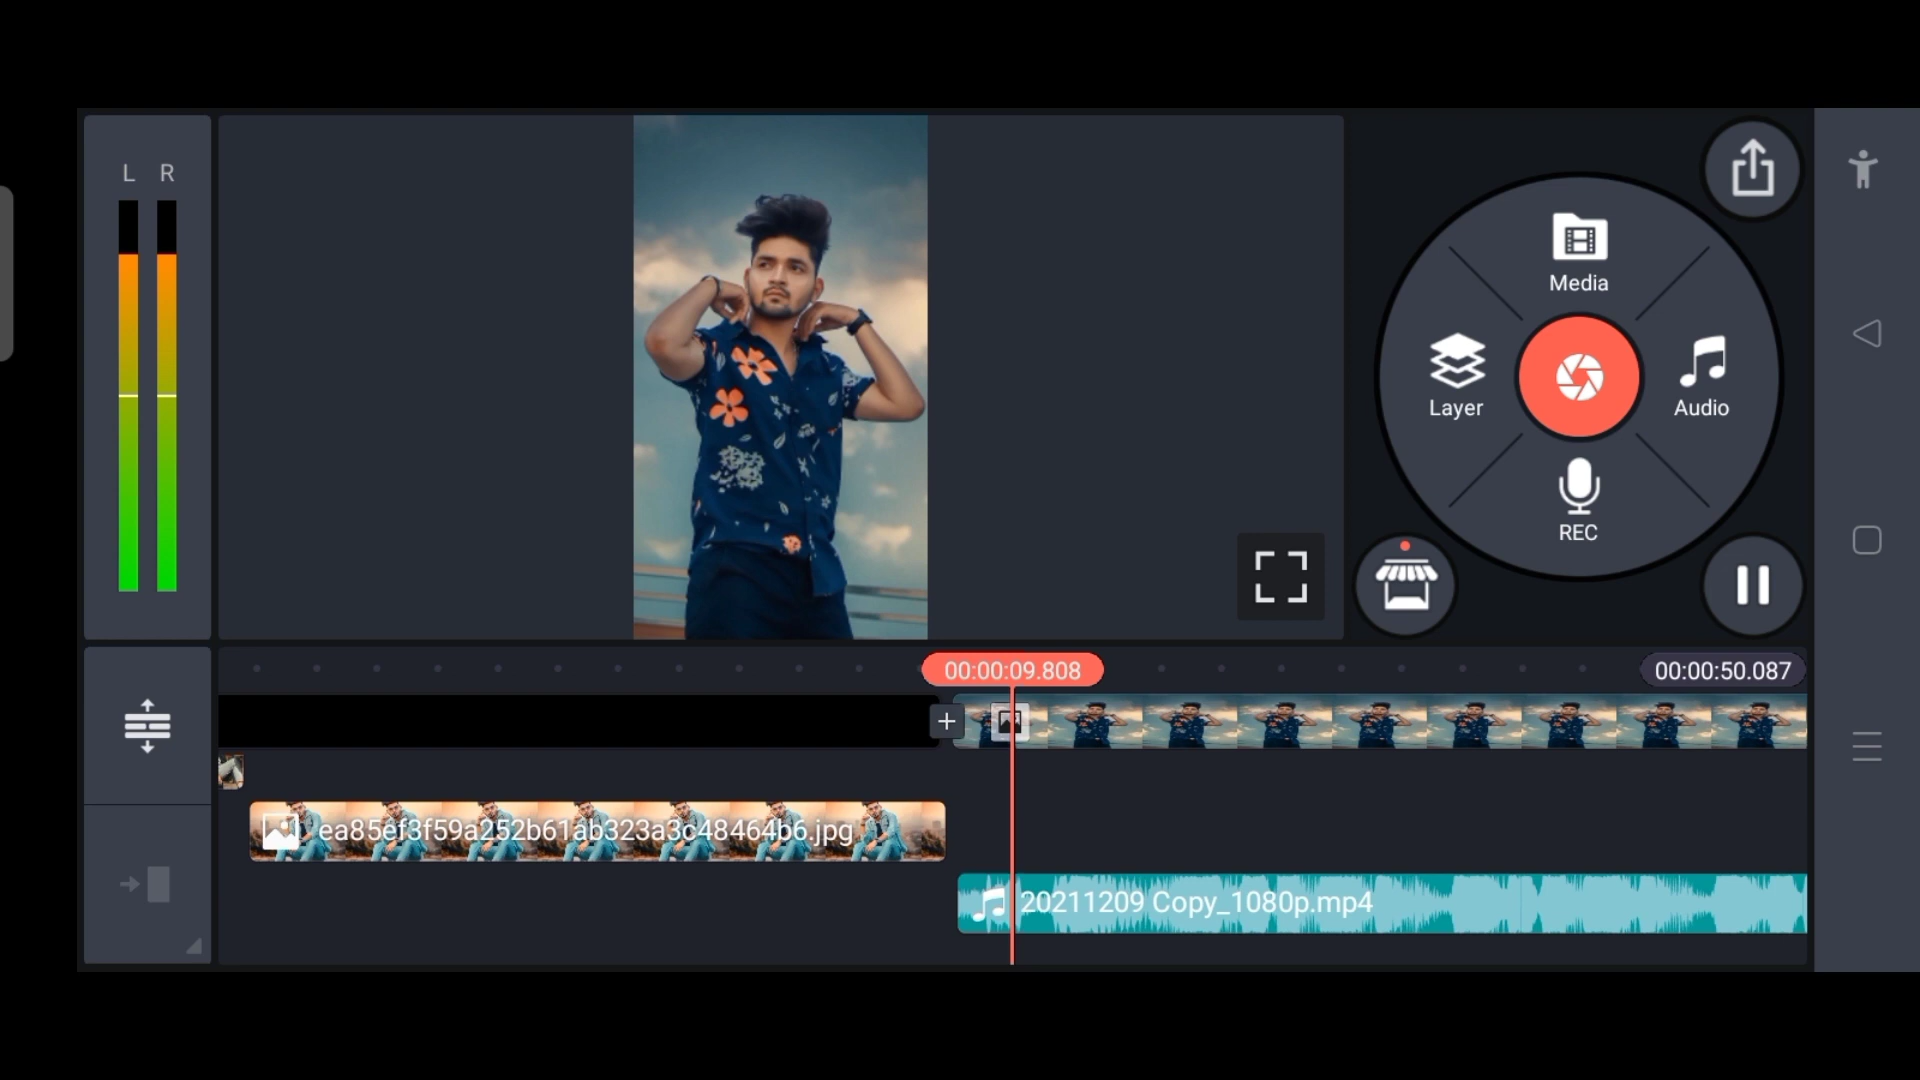 L R
Media
Layer
Audio
REC
00:00:09.808
00:00:50.087
ea85ef3f59a252b61ab323a3c48464b6.jpg
20211209 Copy_1080p.mp4